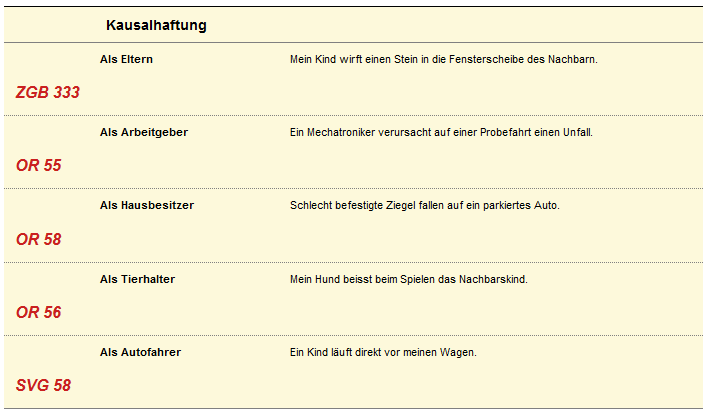 Kausalhaftung
Als Eltern Mein Kind wirft einen Stein in die Fensterscheibe des Nachbarn.
ZGB 333
Als Arbeitgeber Ein Mechatroniker verursacht auf einer Probefahrt einen Unfall.
OR 55
Als Hausbesitzer Schlecht befestigte Ziegel fallen auf ein parkiertes Auto.
OR 58
Als Tierhalter Mein Hund beisst beim Spielen das Nachbarskind.
OR 56
Als Autofahrer Ein Kind läuft direkt vor meinen Wagen.
SVG 58